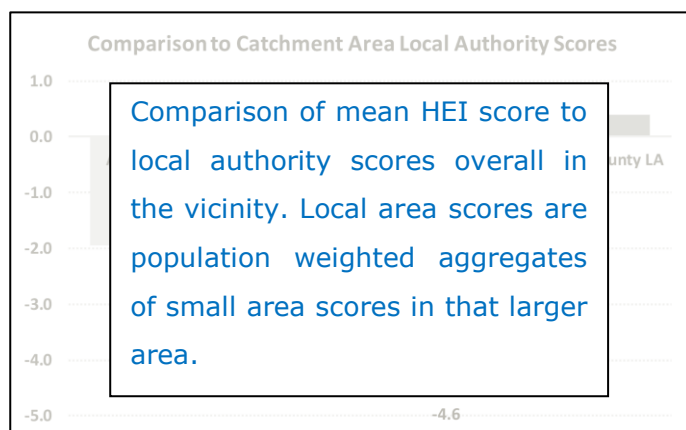 Comparison to Catchment Area Local Authority Scores
1.0
0.0
unty LA
Comparison of mean HEI score to
local authority scores overall in
the vicinity. Local area scores are
population weighted aggregates
of small area scores in that larger
area.
-1.0
-2.0
-3.0
-4.0
-5.0
-4.6